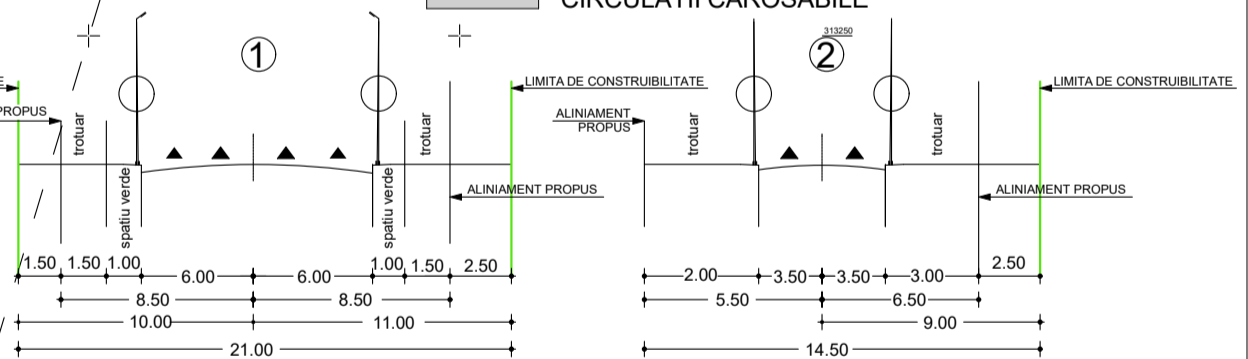 CIRCULATII CAROSABILE
1
313250
2
E
LIMITA DE CONSTRUIBILITATE
LIMITA DE CONSTRUIBILITATE
PROPUS
trotuar
trotuar
ALINIAMENT
PROPUS
trotuar
trotuar
spatiu verde
spatiu verde
ALINIAMENT PROPUS
ALINIAMENT PROPUS
1.50 1.50 1.00 6.00 6.00 1.00 1.50 2.50
2.00 3.50 3.50 3.00 2.50
8.50 8.50
5.50 6.50
10.00 11.00
9.00
21.00
14.50